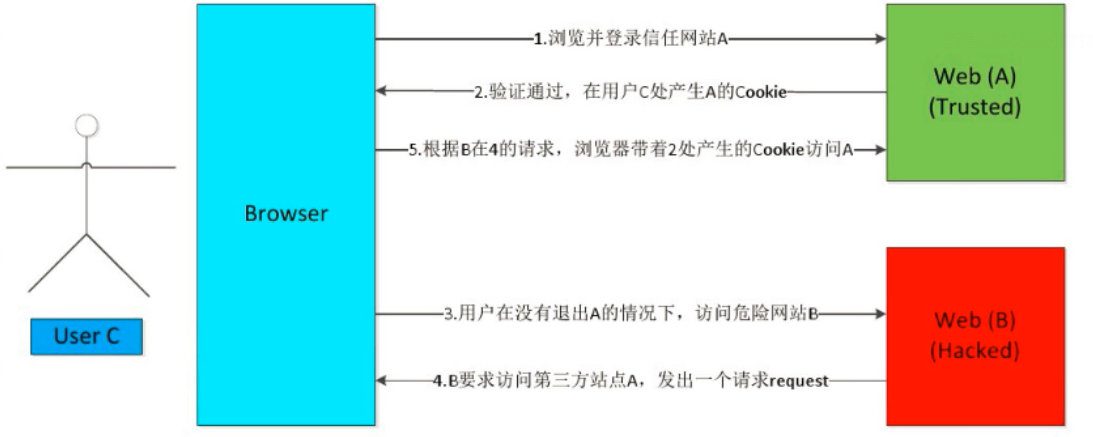 1.浏览并登录信任网站A
Web (A)
(Trusted)
2.验证通过，在用户C处产生A的Cookie
5.根据B在4的请求，浏览器带着2处产生的Cookie访问A
Browser
3.用户在没有退出A的情况下，访问危险网站B
Web (B)
(Hacked)
User C
4.B要求访问第三方站点A，发出一个请求request